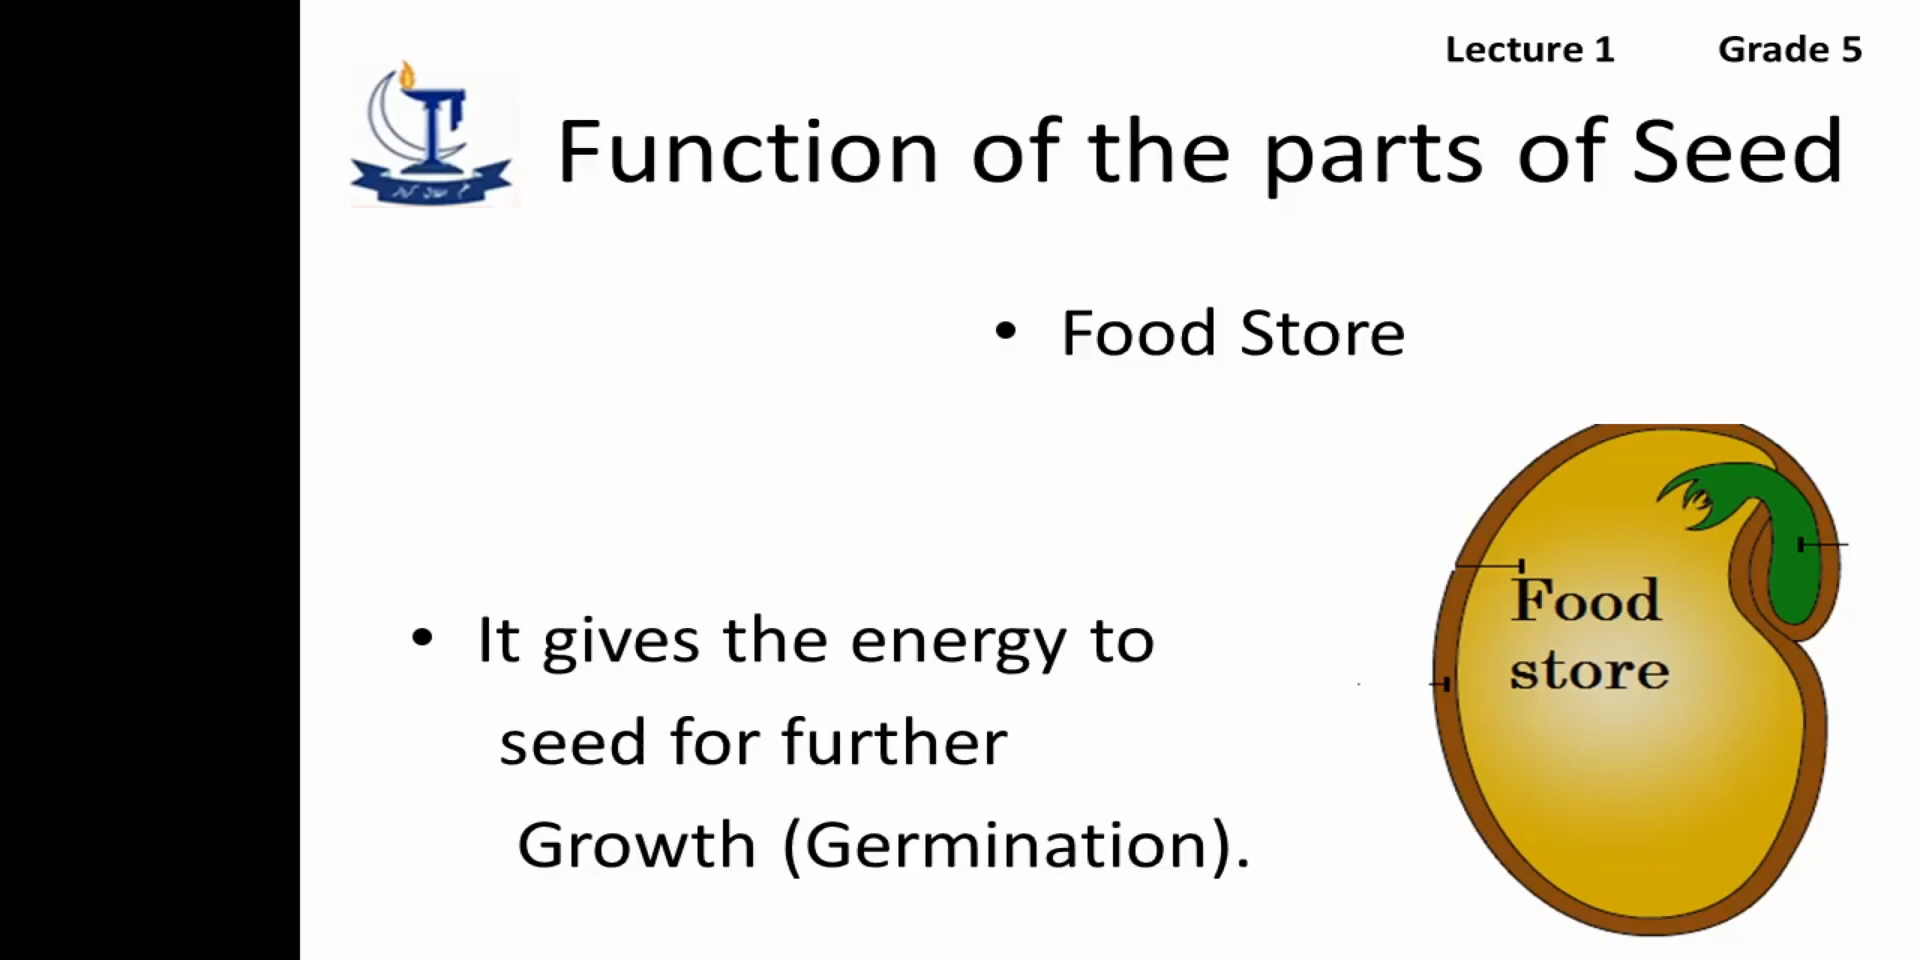 Lecture 1 Grade 5
Function of the parts of Seed
• Food Store
• It gives the energy to
seed for further
Growth (Germination).
Food
store